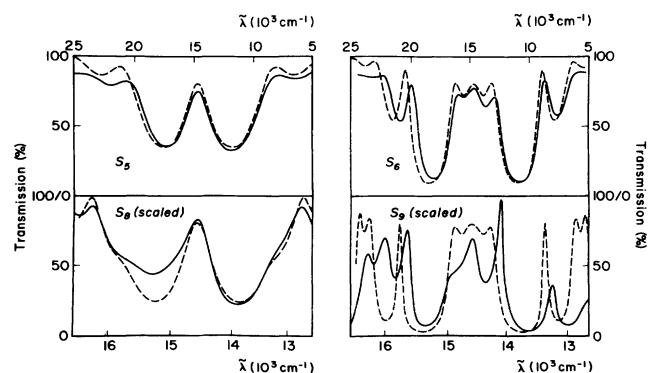 λ̃ (10³ cm⁻¹)
25 20 15 10 5
100
50
S₅
Transmission (%)
100/0
S₈ (scaled)
50
0
16 15 14 13
λ̃ (10³ cm⁻¹)
λ̃ (10³ cm⁻¹)
25 20 15 10 5
100
50
S₆
Transmission (%)
100/0
S₉ (scaled)
50
0
16 15 14 13
λ̃ (10³ cm⁻¹)